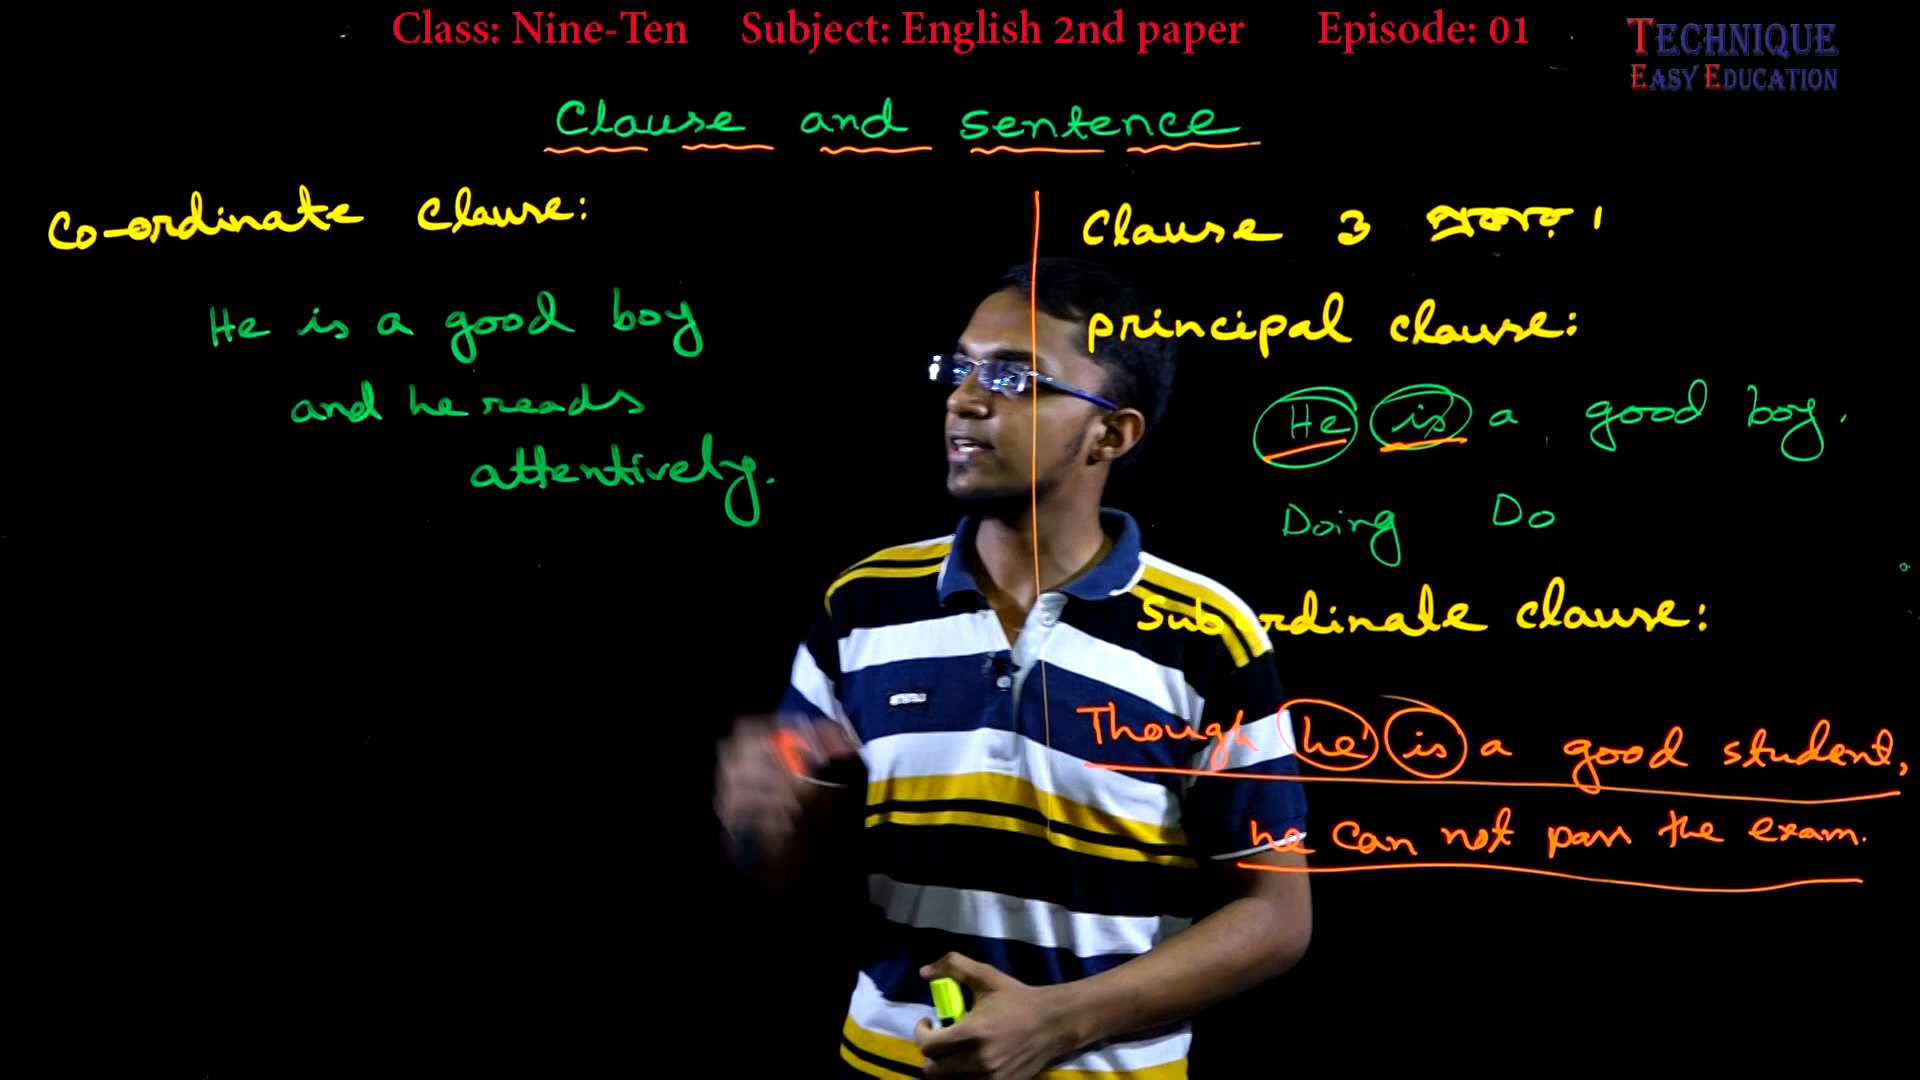 Class: Nine-Ten Subject: English 2nd paper Episode: 01
TECHNIQUE
EASY EDUCATION
Clause and sentence
Co-ordinate clause:
He is a good boy
and he reads
attentively.
Clause ৩ প্রকার।
principal clause:
He is a good boy.
Doing Do
Subordinate clause:
Though he is a good student,
he can not pass the exam.